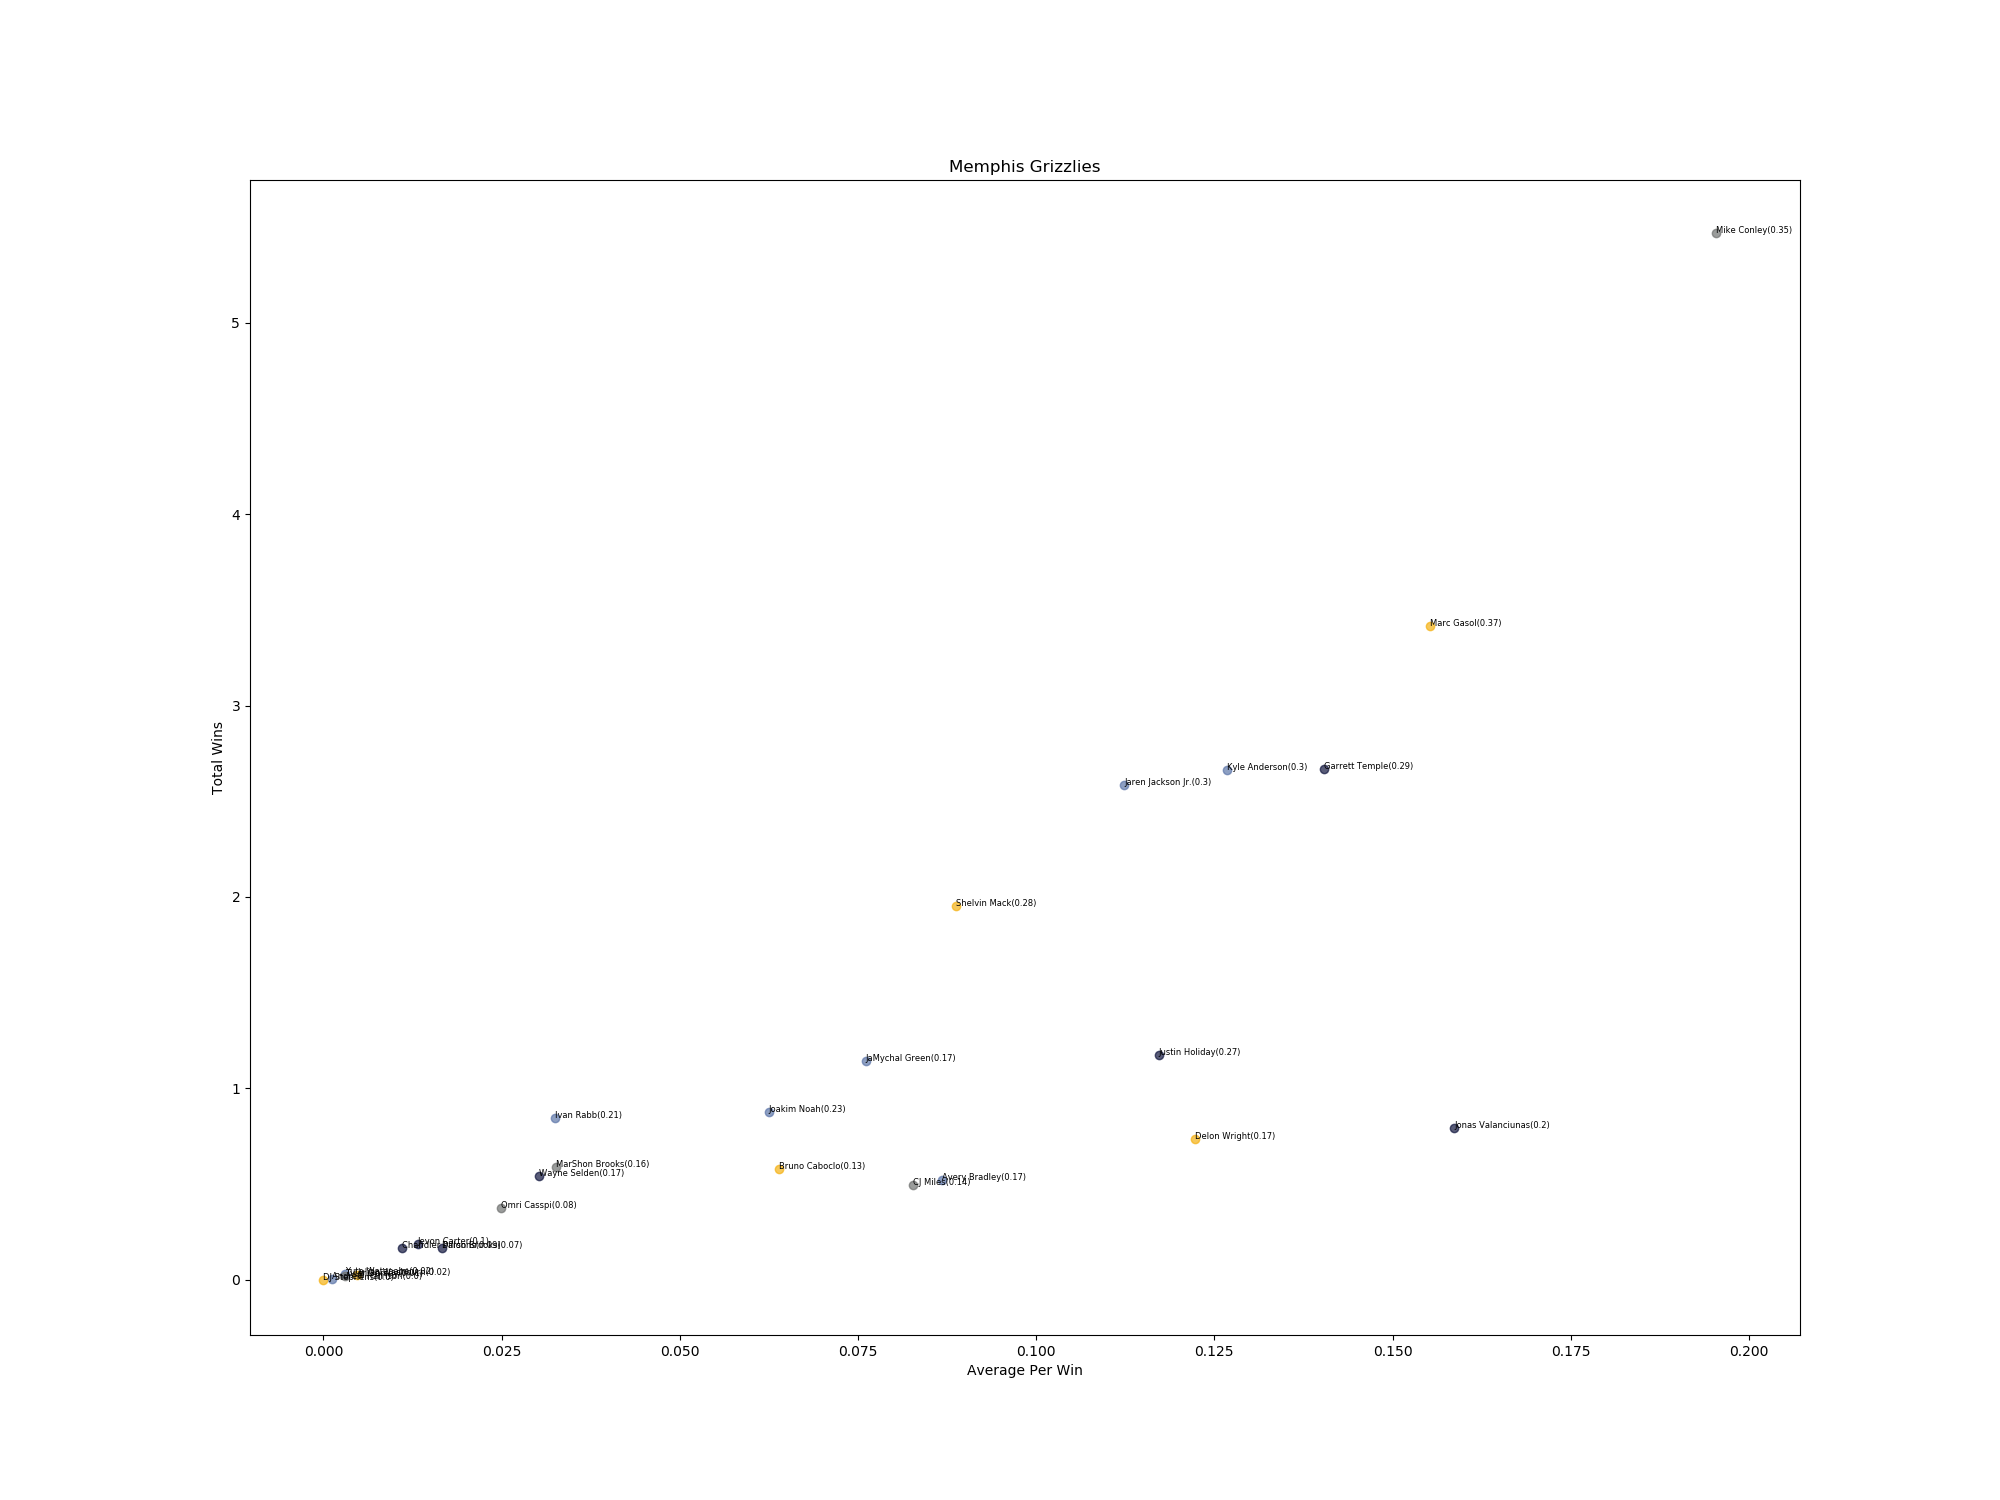 Memphis Grizzlies
Mike Conley(0.35)
5
4
Marc Gasol(0.37)
3
Total Wins
Garrett Temple(0.29)
Kyle Anderson(0.3)
Jaren Jackson Jr.(0.3)
2
Shelvin Mack(0.28)
Justin Holiday(0.27)
JaMychal Green(0.17)
1
Joakim Noah(0.23)
Ivan Rabb(0.21)
Jonas Valanciunas(0.2)
Delon Wright(0.17)
MarShon Brooks(0.16)
Bruno Caboclo(0.13)
Wayne Selden(0.17)
Avery Bradley(0.17)
CJ Miles(0.14)
Omri Casspi(0.08)
Jevon Carter(0.1)
0
0.000 0.025 0.050 0.075 0.100 0.125 0.150 0.175 0.200
Average Per Win